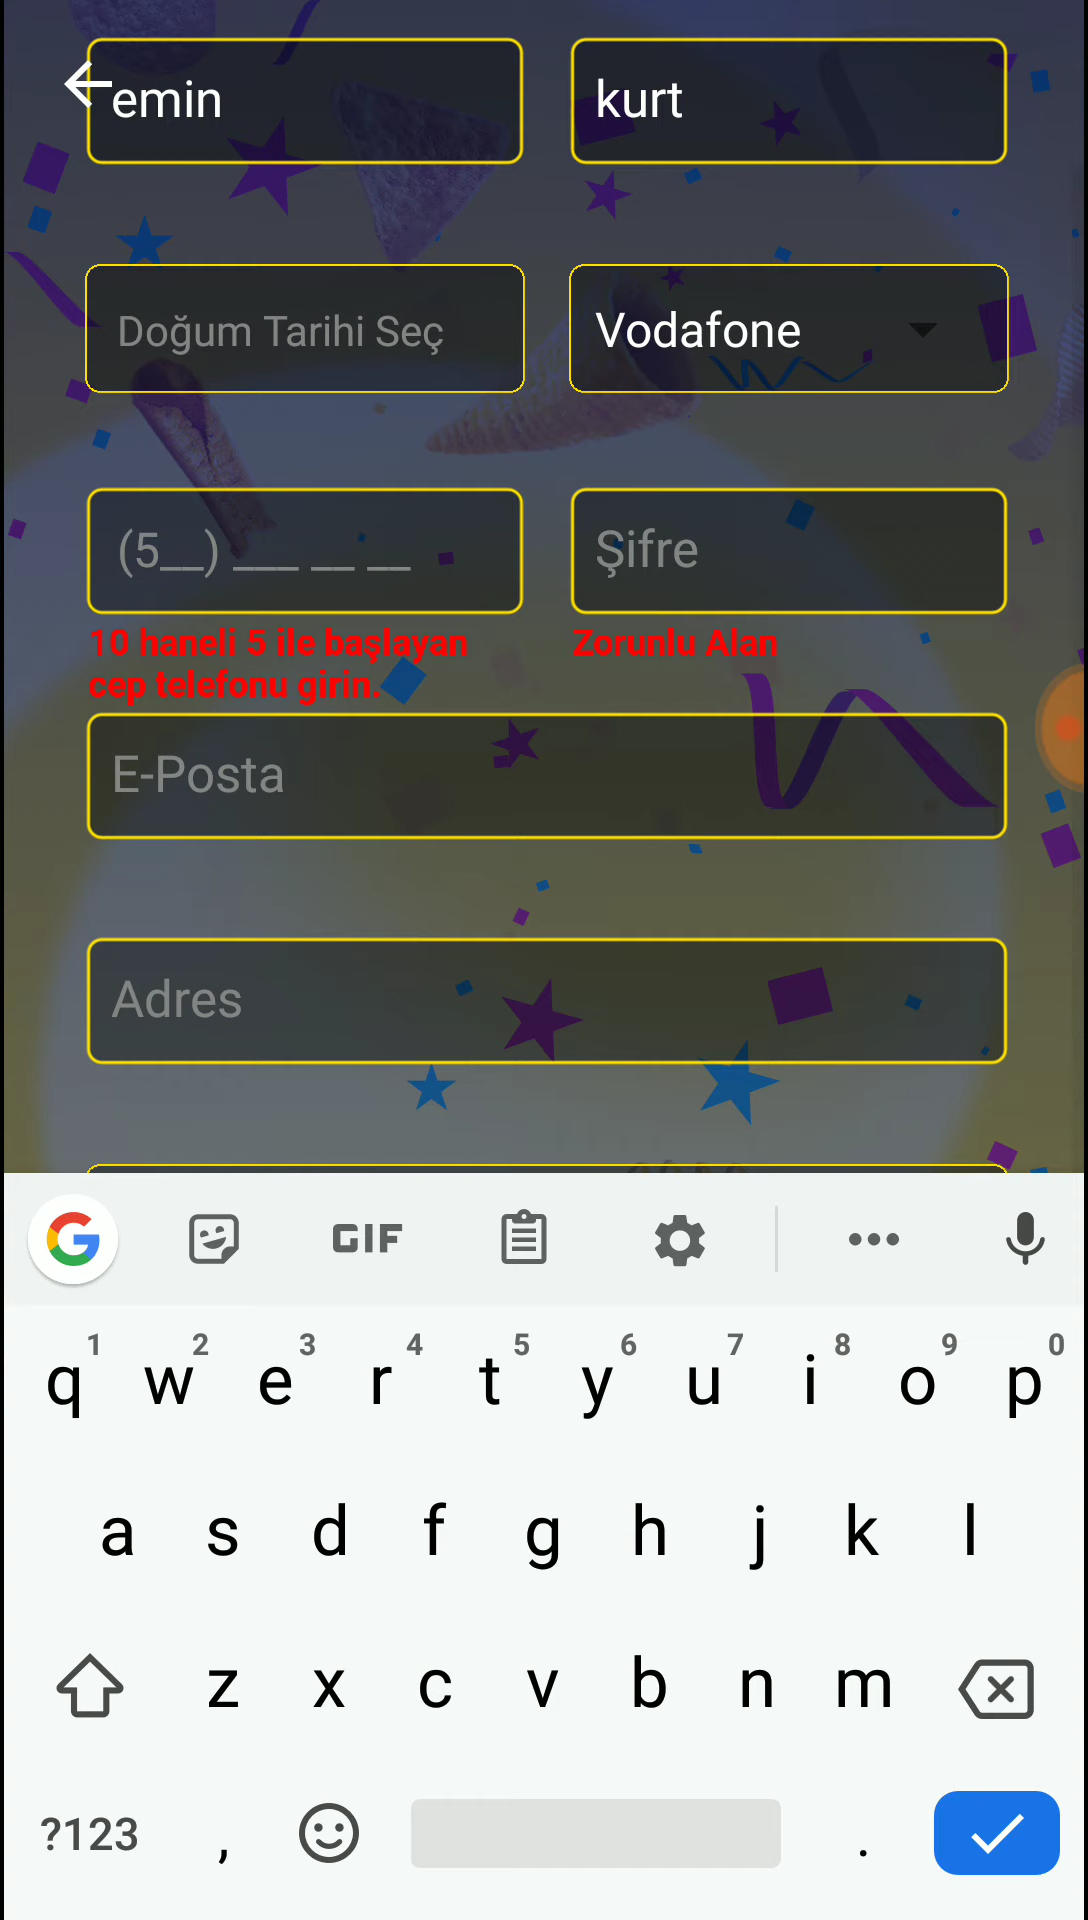 emin
kurt
Doğum Tarihi Seç
Vodafone
(5__) ___ __ __
Şifre
10 haneli 5 ile başlayan
cep telefonu girin.
Zorunlu Alan
E-Posta
Adres
G GIF
1 2 3 4 5 6 7 8 9 0
q w e r t y u i o p
a s d f g h j k l
z x c v b n m
?123 , .